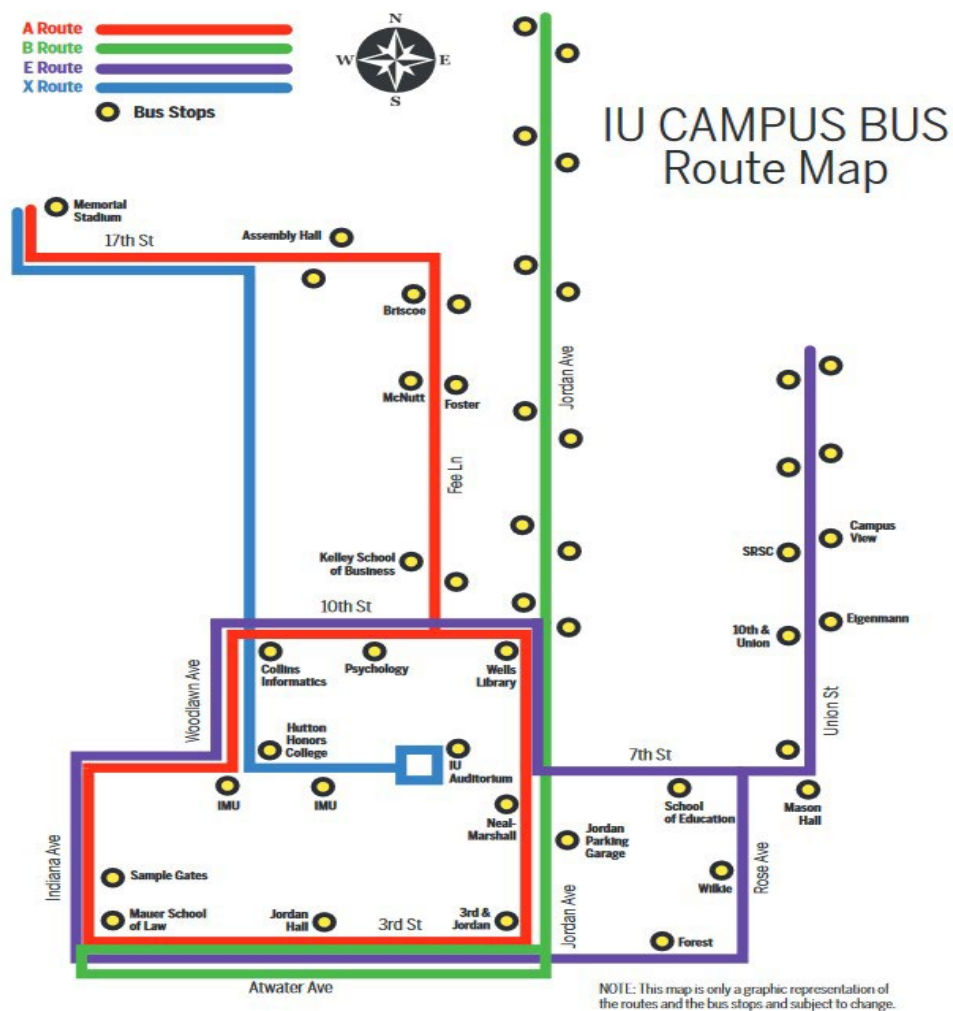 A Route
B Route
E Route
X Route
Bus Stops
N
W
E
S
IU CAMPUS BUS
Route Map
Memorial
Stadium
17th St
Assembly Hall
Briscoe
McNutt
Foster
Jordan Ave
Fee Ln
Kelley School
of Business
10th St
SRSC
Campus
View
10th &
Union
Eigenmann
Union St
Woodlawn Ave
Collins
Informatics
Psychology
Wells
Library
Hutton
Honors
College
IU
Auditorium
IMU
IMU
7th St
School
of Education
Mason
Hall
Neal-
Marshall
Jordan
Parking
Garage
Indiana Ave
Sample Gates
Wilkie
Rose Ave
Mauer School
of Law
Jordan
Hall
3rd St
3rd &
Jordan
Jordan Ave
Forest
Atwater Ave
NOTE: This map is only a graphic representation of
the routes and the bus stops and subject to change.